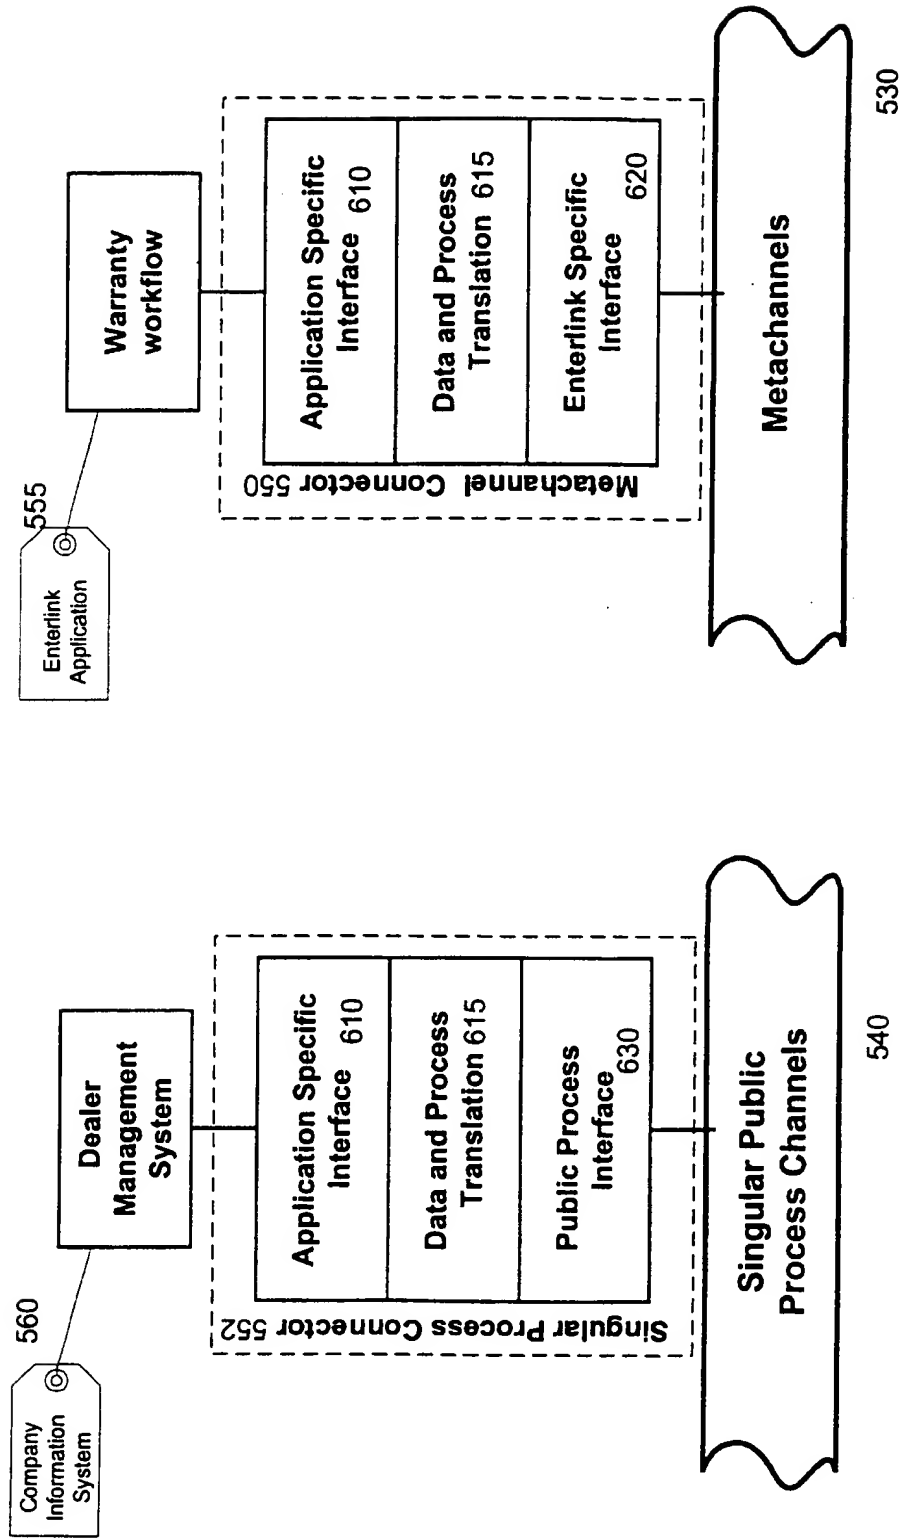 560
Company
Information
System
Dealer
Management
System
Application Specific
Interface 610
Data and Process
Translation 615
Public Process
Interface
630
Singular Process Connector 552
Singular Public
Process Channels
540
555
Enterlink
Application
Warranty
workflow
Application Specific
Interface 610
Data and Process
Translation 615
Enterlink Specific
Interface
620
Metachannel Connector 550
Metachannels
530